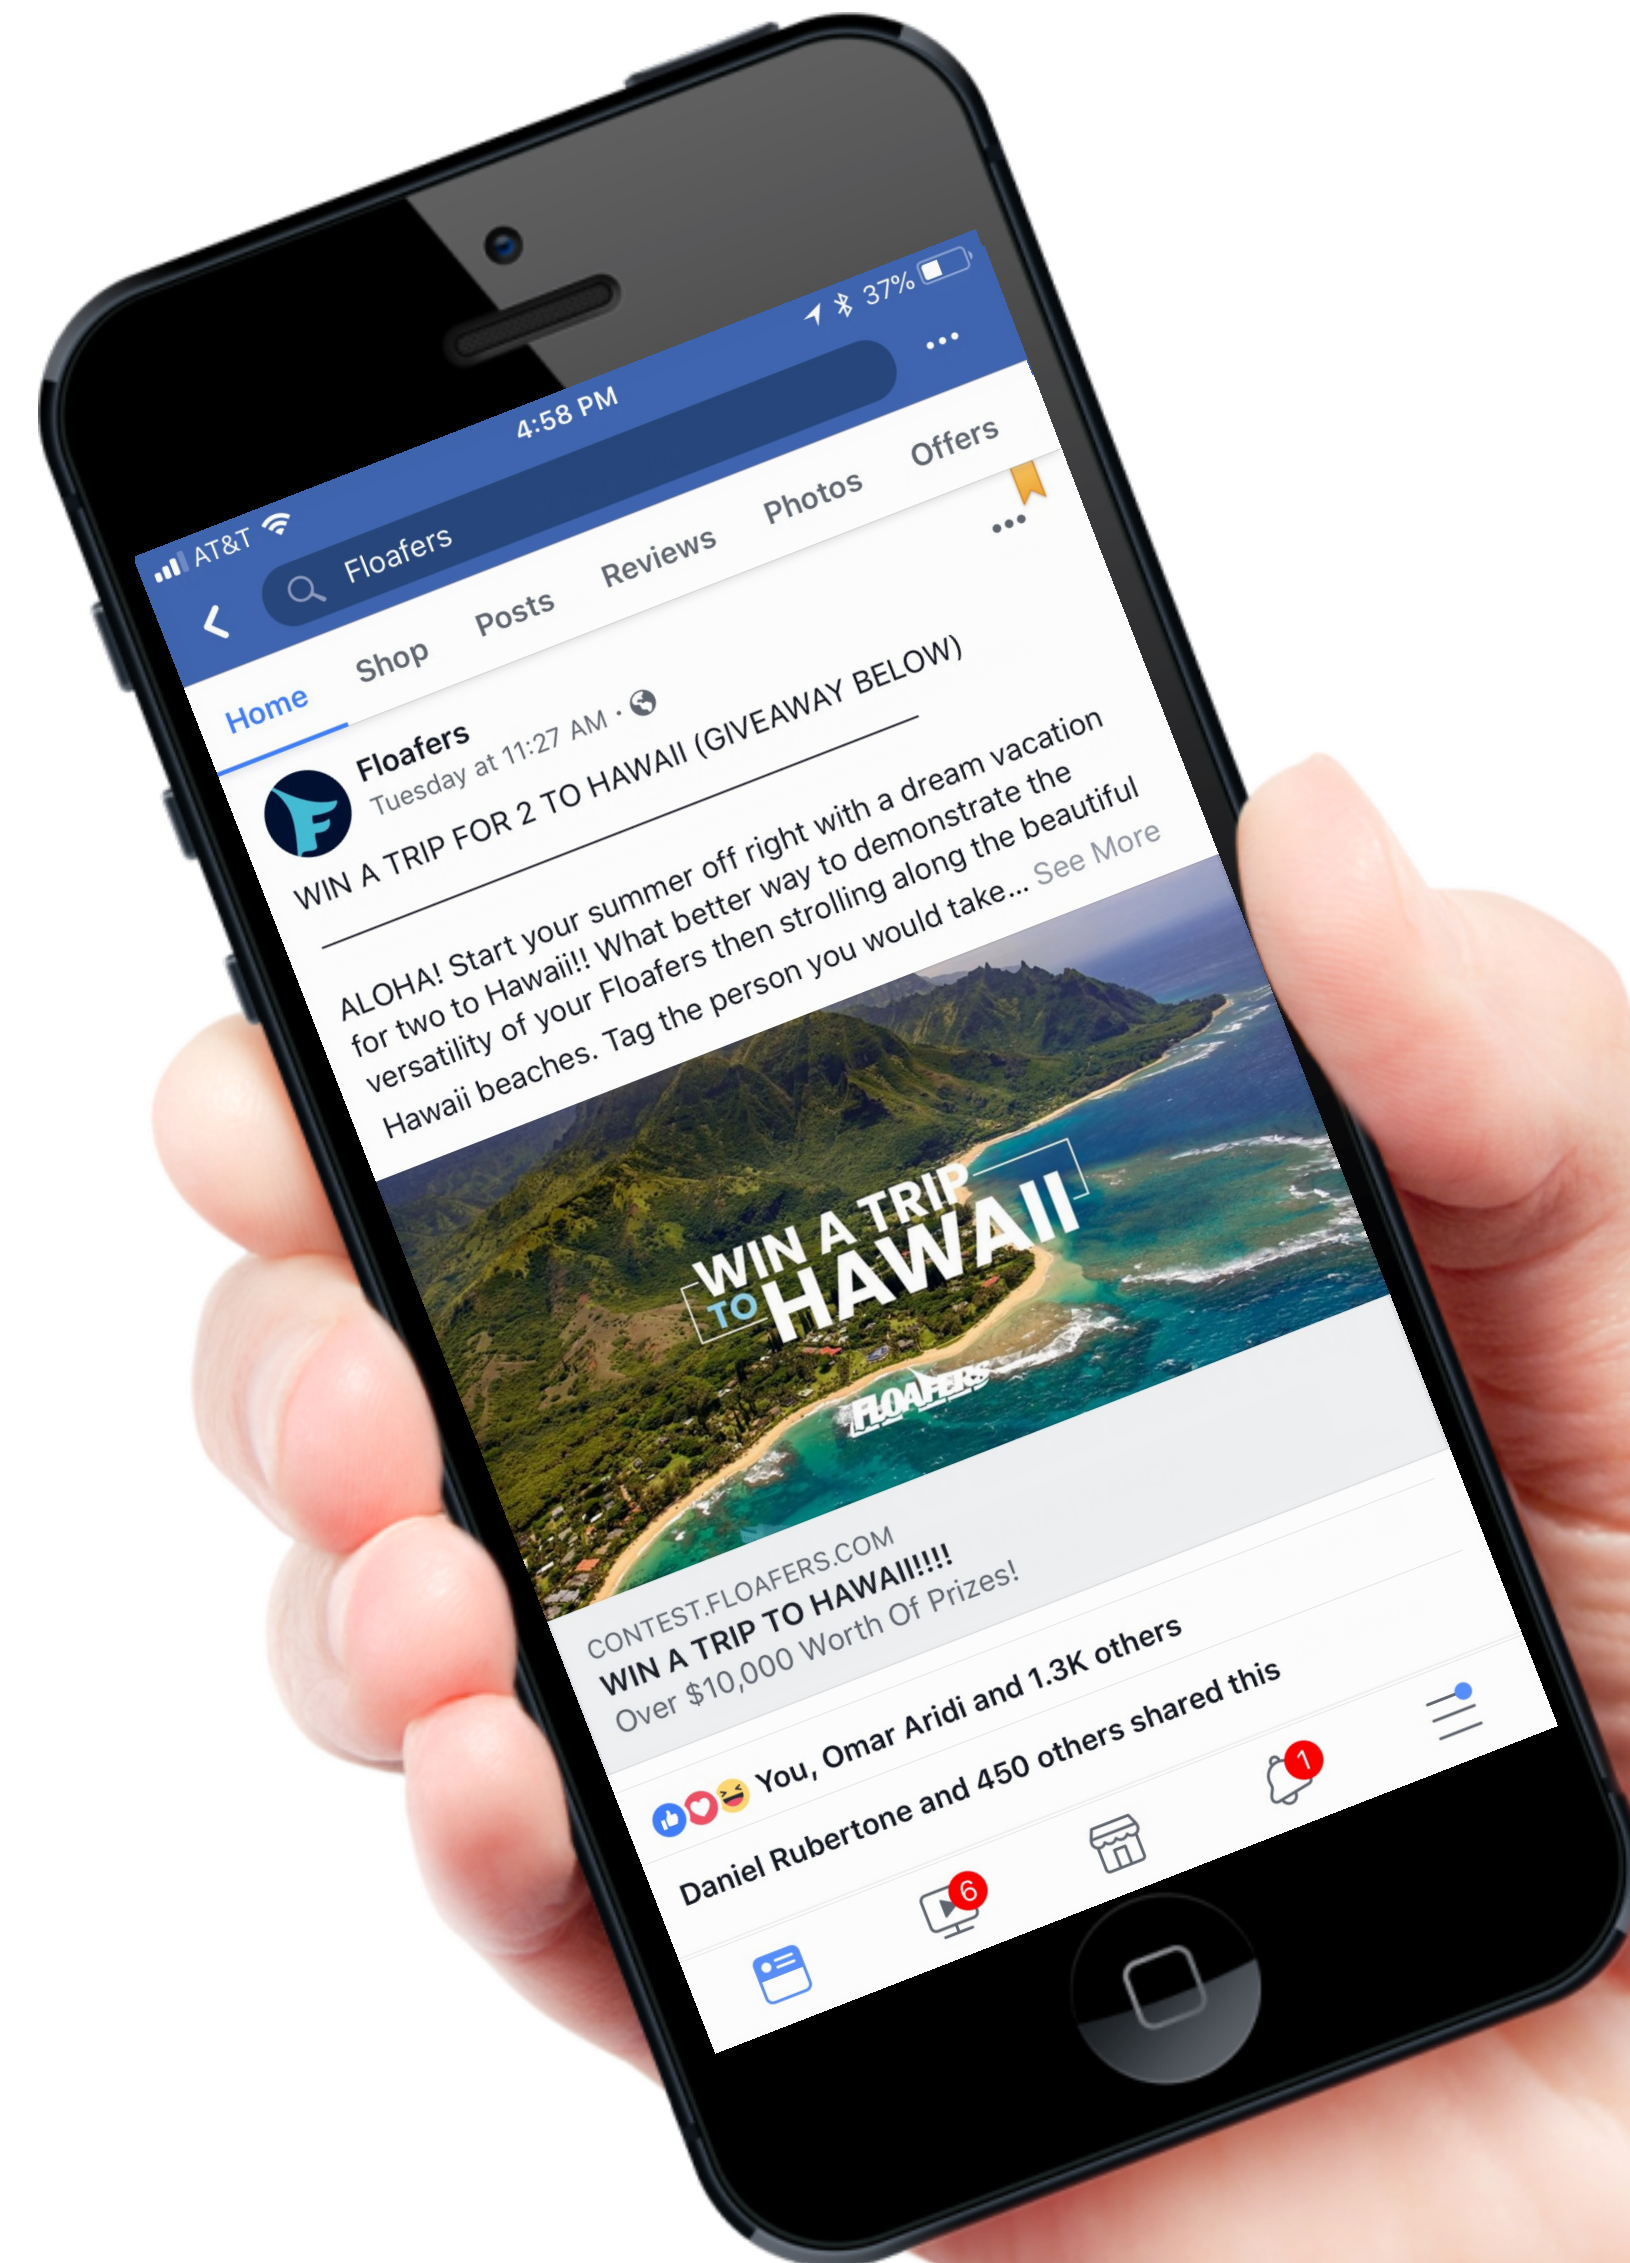 AT&T
4:58 PM
37%
Floafers
Home Shop Posts Reviews Photos Offers
Floafers
Tuesday at 11:27 AM ·
WIN A TRIP FOR 2 TO HAWAII (GIVEAWAY BELOW)
ALOHA! Start your summer off right with a dream vacation
for two to Hawaii!! What better way to demonstrate the
versatility of your Floafers then strolling along the beautiful
Hawaii beaches. Tag the person you would take... See More
WIN A TRIP
TO HAWAII
FLOAFERS
CONTEST.FLOAFERS.COM
WIN A TRIP TO HAWAII!!!!
Over $10,000 Worth Of Prizes!
You, Omar Aridi and 1.3K others
Daniel Rubertone and 450 others shared this
6
1